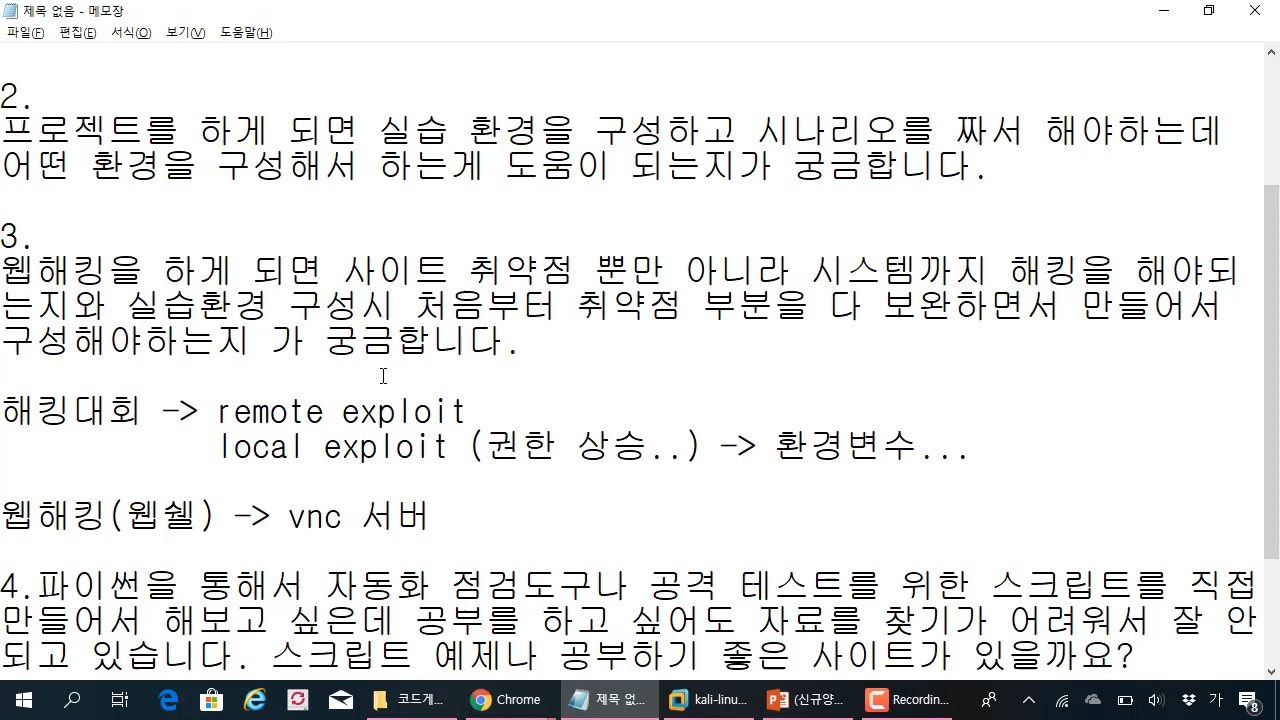 제목 없음 - 메모장
파일(F) 편집(E) 서식(O) 보기(V) 도움말(H)
2.
프로젝트를 하게 되면 실습 환경을 구성하고 시나리오를 짜서 해야하는데
어떤 환경을 구성해서 하는게 도움이 되는지가 궁금합니다.
3.
웹해킹을 하게 되면 사이트 취약점 뿐만 아니라 시스템까지 해킹을 해야되
는지와 실습환경 구성시 처음부터 취약점 부분을 다 보완하면서 만들어서
구성해야하는지 가 궁금합니다.
해킹대회 -> remote exploit
local exploit (권한 상승..) -> 환경변수...
웹해킹(웹쉘) -> vnc 서버
4.파이썬을 통해서 자동화 점검도구나 공격 테스트를 위한 스크립트를 직접
만들어서 해보고 싶은데 공부를 하고 싶어도 자료를 찾기가 어려워서 잘 안
되고 있습니다. 스크립트 예제나 공부하기 좋은 사이트가 있을까요?
코드게... Chrome 제목 없... kali-linu... (신규양... Recordin... 가 8